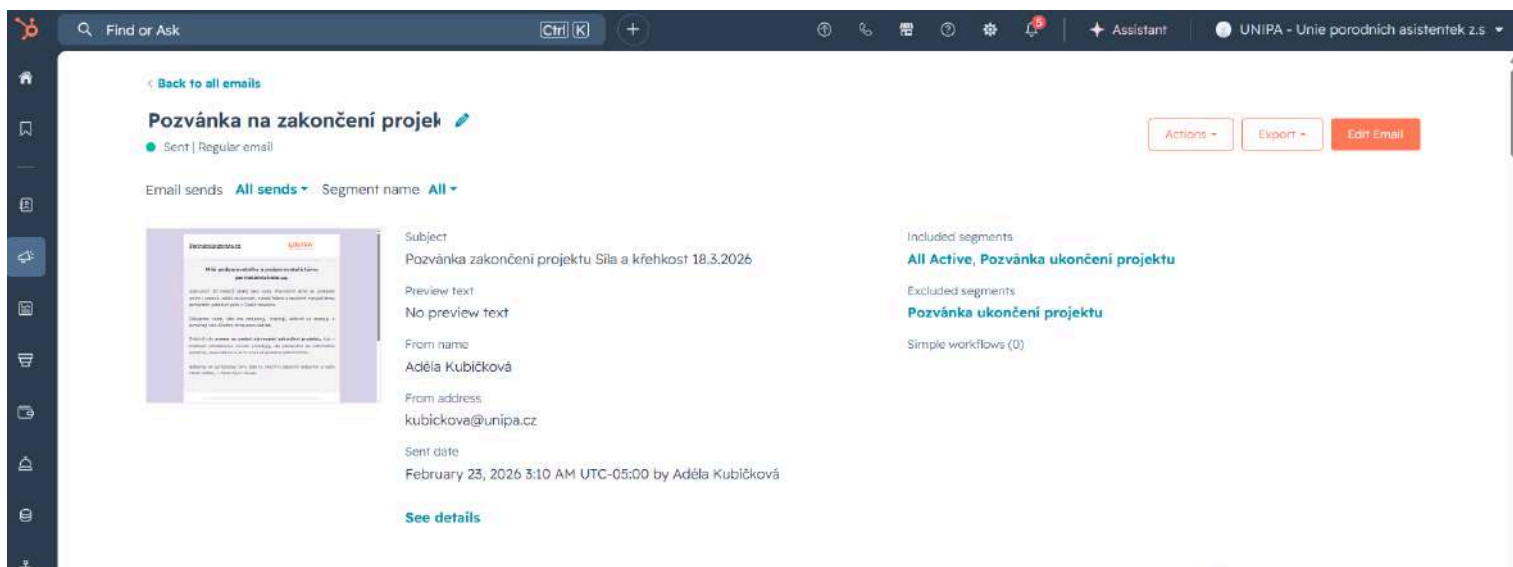 Find or Ask
Ctrl K
5
Assistant
UNIPA - Unie porodních asistentek z.s
Back to all emails
Pozvánka na zakončení projek
Sent | Regular email
Actions
Export
Edit Email
Email sends All sends Segment name All
UNIPA
Subject
Pozvánka zakončení projektu Síla a křehkost 18.3.2026
Preview text
No preview text
From name
Adéla Kubíčková
From address
kubickova@unipa.cz
Sent date
February 23, 2026 3:10 AM UTC-05:00 by Adéla Kubíčková
See details
Included segments
All Active, Pozvánka ukončení projektu
Excluded segments
Pozvánka ukončení projektu
Simple workflows (0)